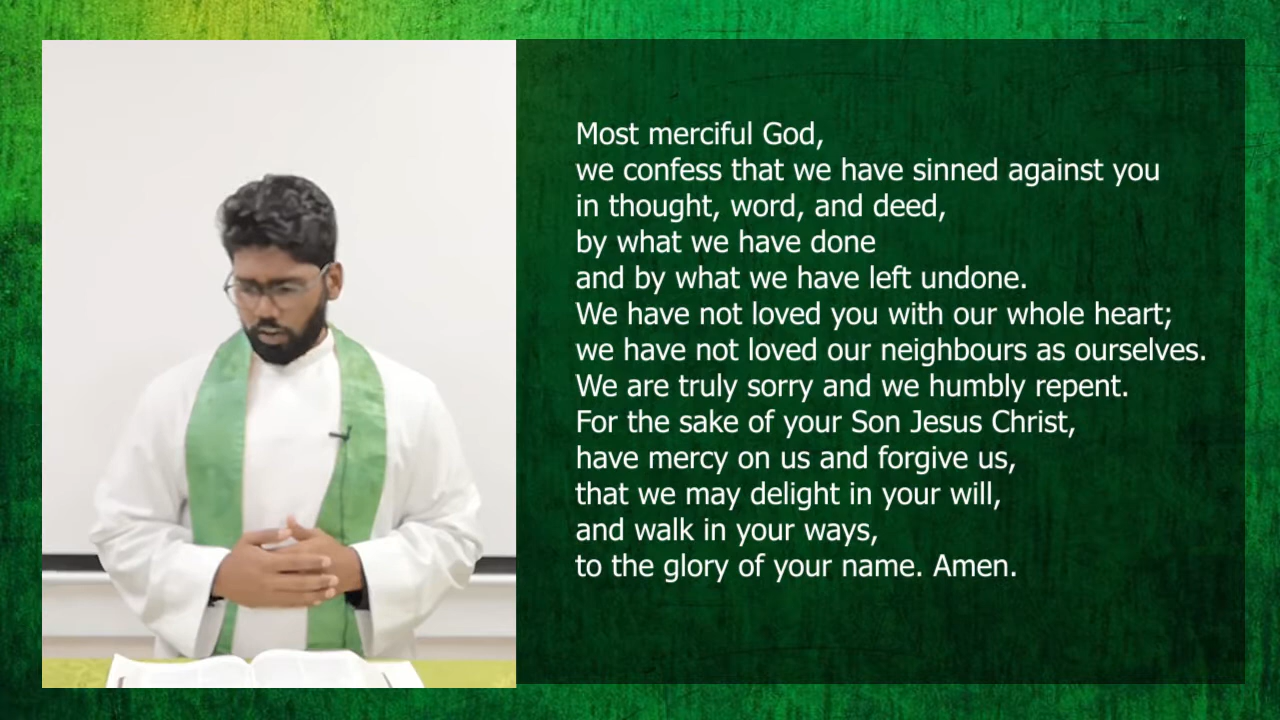 Most merciful God,
we confess that we have sinned against you
in thought, word, and deed,
by what we have done
and by what we have left undone.
We have not loved you with our whole heart;
we have not loved our neighbours as ourselves.
We are truly sorry and we humbly repent.
For the sake of your Son Jesus Christ,
have mercy on us and forgive us,
that we may delight in your will,
and walk in your ways,
to the glory of your name. Amen.